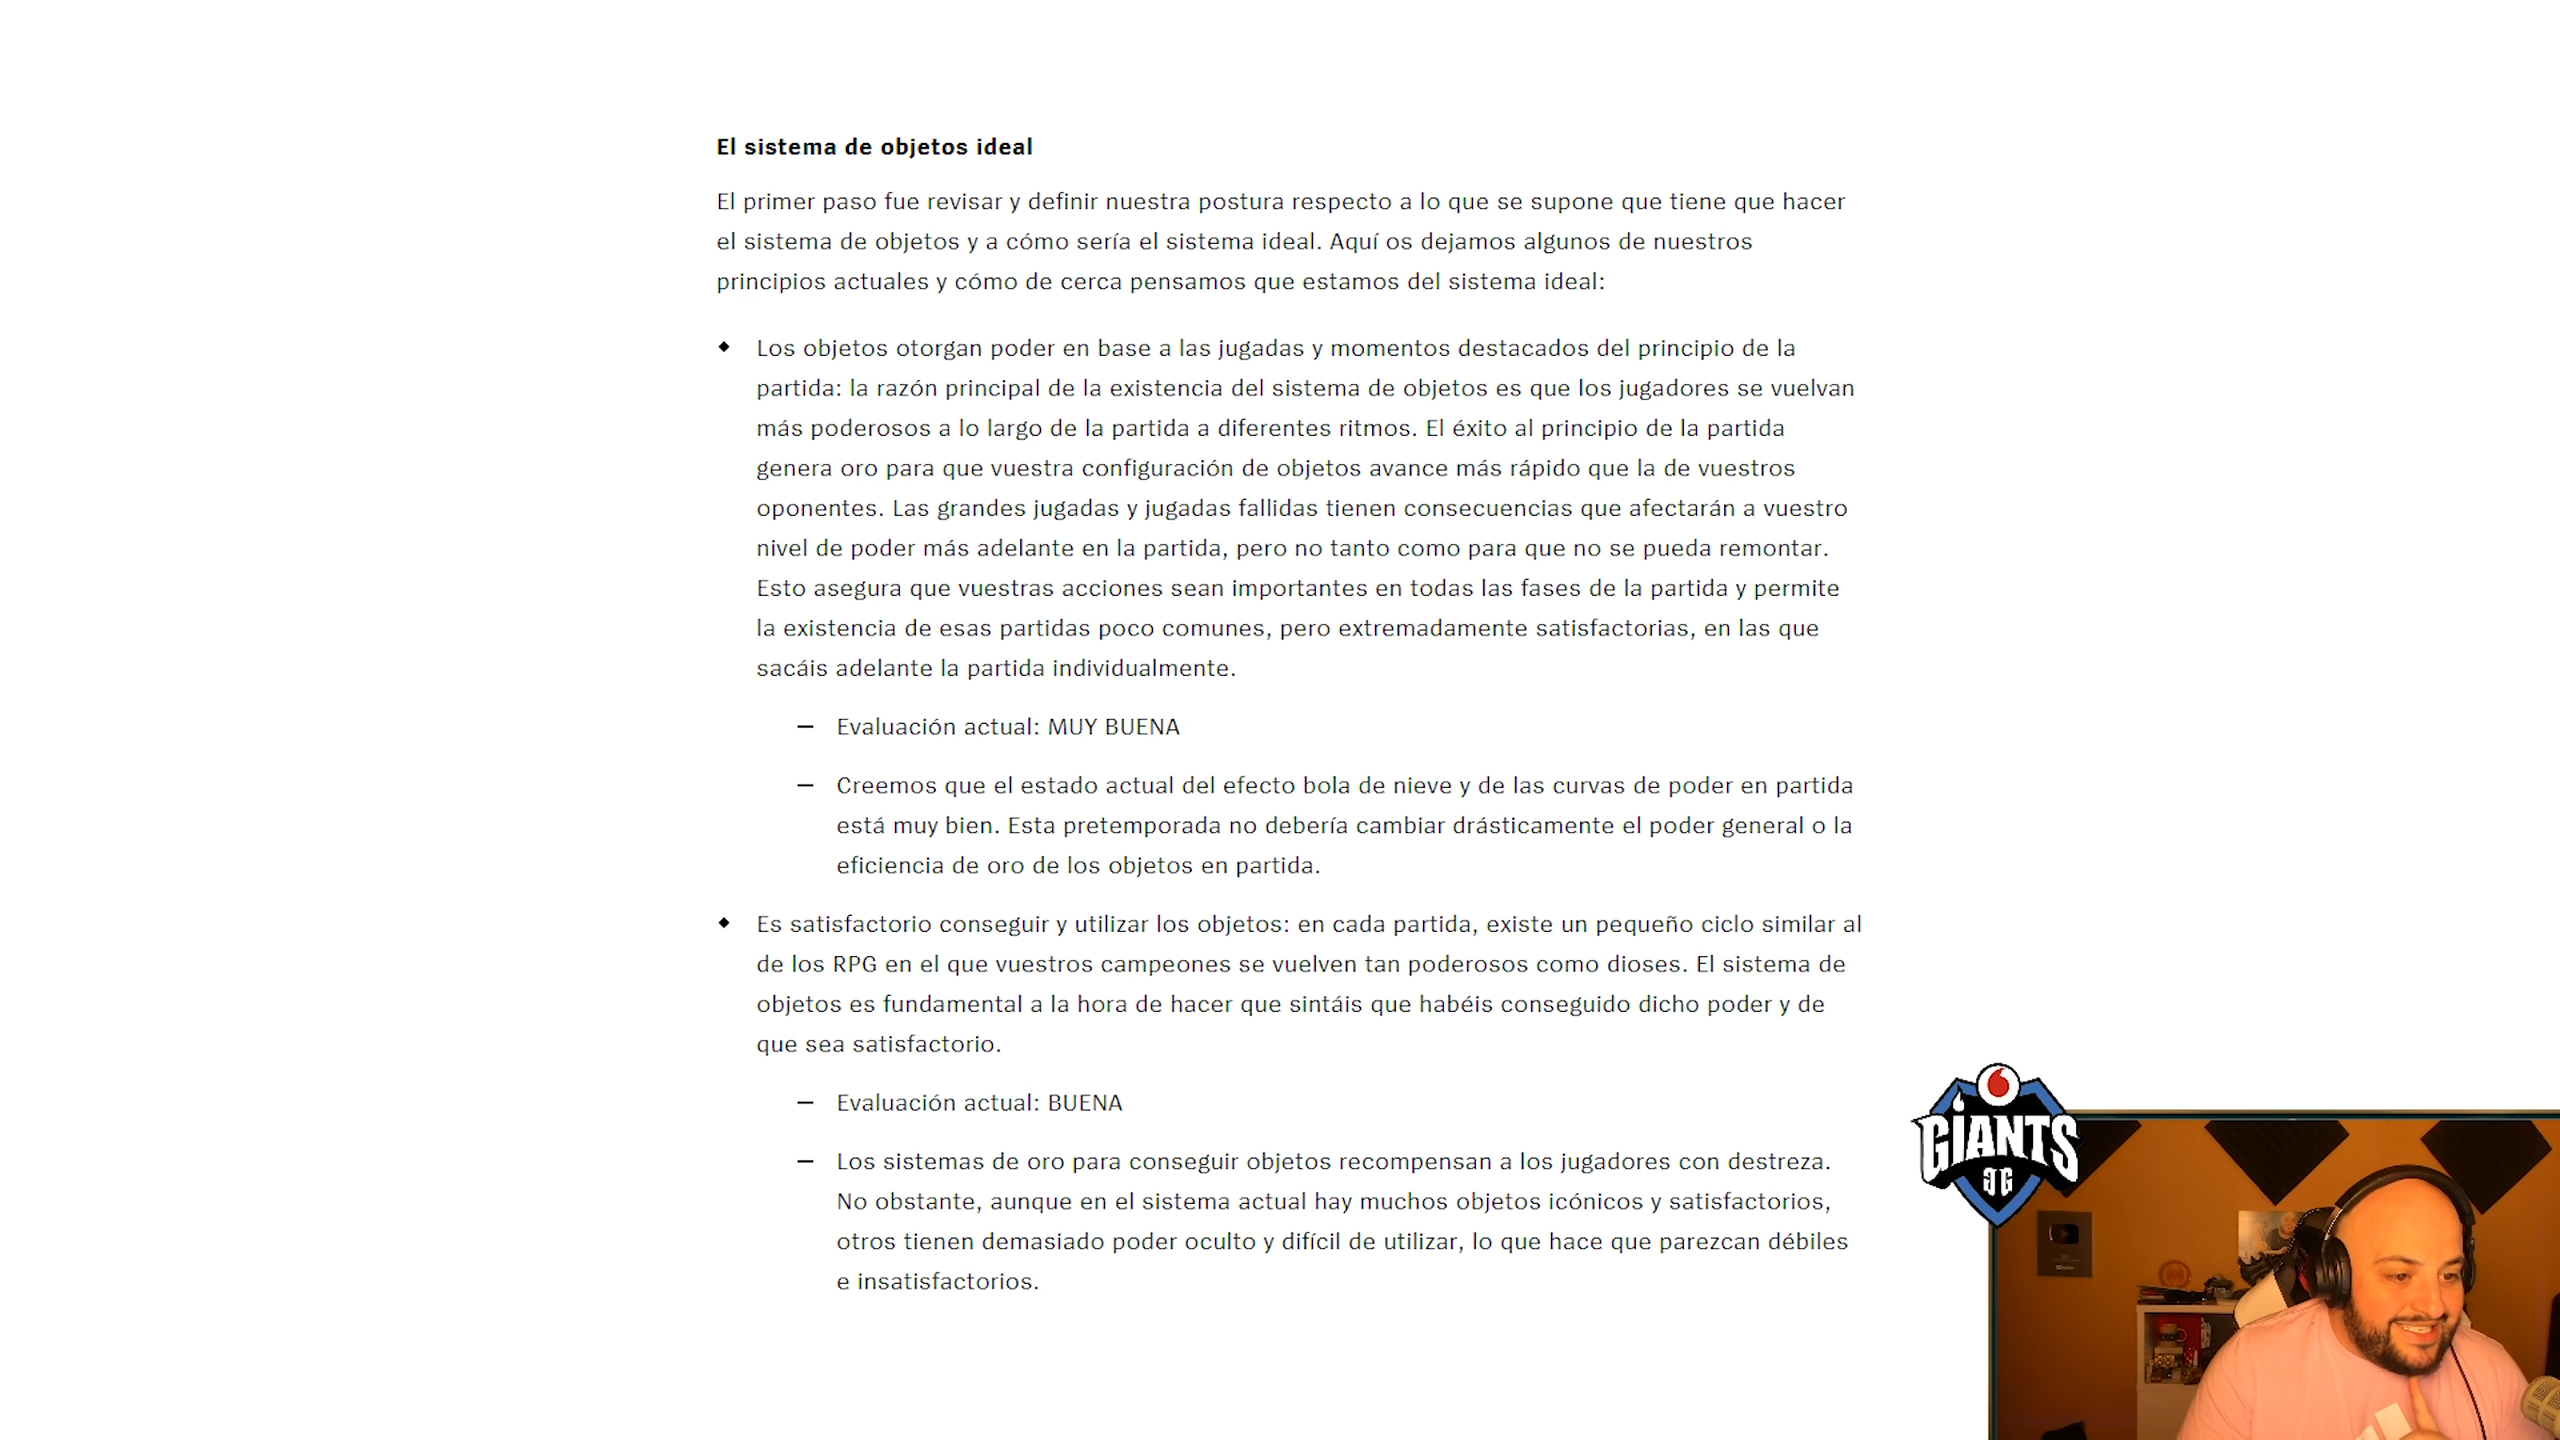 El sistema de objetos ideal
El primer paso fue revisar y definir nuestra postura respecto a lo que se supone que tiene que hacer
el sistema de objetos y a cómo sería el sistema ideal. Aquí os dejamos algunos de nuestros
principios actuales y cómo de cerca pensamos que estamos del sistema ideal:
◆ Los objetos otorgan poder en base a las jugadas y momentos destacados del principio de la
partida: la razón principal de la existencia del sistema de objetos es que los jugadores se vuelvan
más poderosos a lo largo de la partida a diferentes ritmos. El éxito al principio de la partida
genera oro para que vuestra configuración de objetos avance más rápido que la de vuestros
oponentes. Las grandes jugadas y jugadas fallidas tienen consecuencias que afectarán a vuestro
nivel de poder más adelante en la partida, pero no tanto como para que no se pueda remontar.
Esto asegura que vuestras acciones sean importantes en todas las fases de la partida y permite
la existencia de esas partidas poco comunes, pero extremadamente satisfactorias, en las que
sacáis adelante la partida individualmente.
— Evaluación actual: MUY BUENA
— Creemos que el estado actual del efecto bola de nieve y de las curvas de poder en partida
está muy bien. Esta pretemporada no debería cambiar drásticamente el poder general o la
eficiencia de oro de los objetos en partida.
◆ Es satisfactorio conseguir y utilizar los objetos: en cada partida, existe un pequeño ciclo similar al
de los RPG en el que vuestros campeones se vuelven tan poderosos como dioses. El sistema de
objetos es fundamental a la hora de hacer que sintáis que habéis conseguido dicho poder y de
que sea satisfactorio.
— Evaluación actual: BUENA
— Los sistemas de oro para conseguir objetos recompensan a los jugadores con destreza.
No obstante, aunque en el sistema actual hay muchos objetos icónicos y satisfactorios,
otros tienen demasiado poder oculto y difícil de utilizar, lo que hace que parezcan débiles
e insatisfactorios.
GIANTS
GG